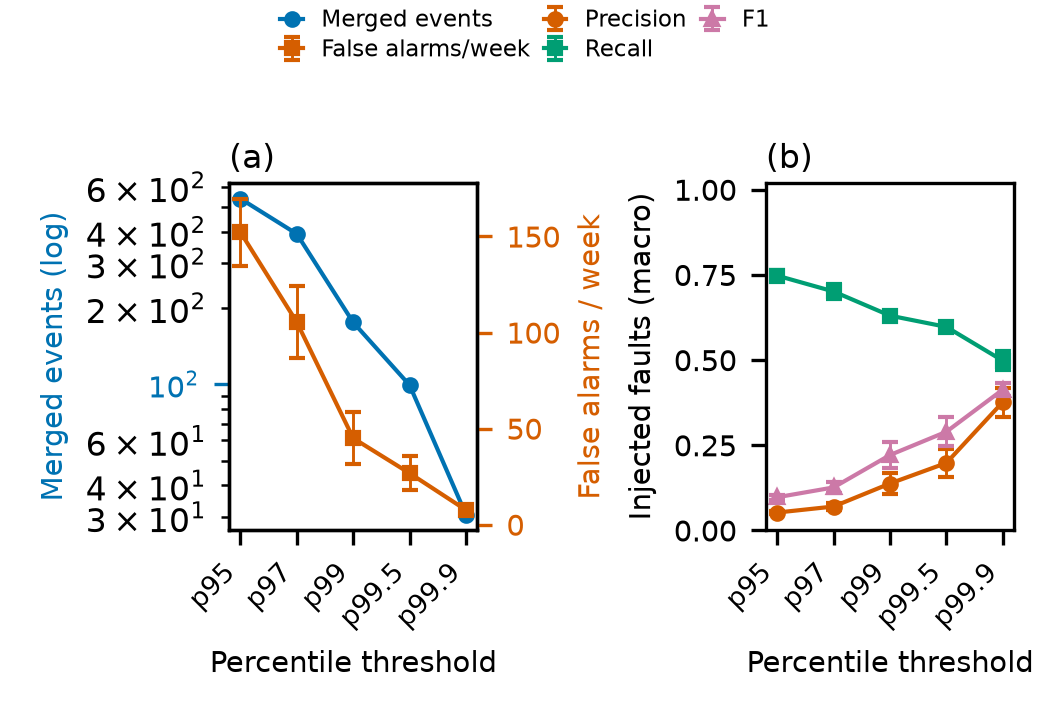 Merged events
False alarms/week
Precision
Recall
F1
(a)
6 × 10²
4 × 10²
3 × 10²
2 × 10²
10²
6 × 10¹
4 × 10¹
3 × 10¹
Merged events (log)
150
100
50
0
False alarms / week
p95
p97
p99
p99.5
p99.9
Percentile threshold
(b)
1.00
0.75
0.50
0.25
0.00
Injected faults (macro)
p95
p97
p99
p99.5
p99.9
Percentile threshold